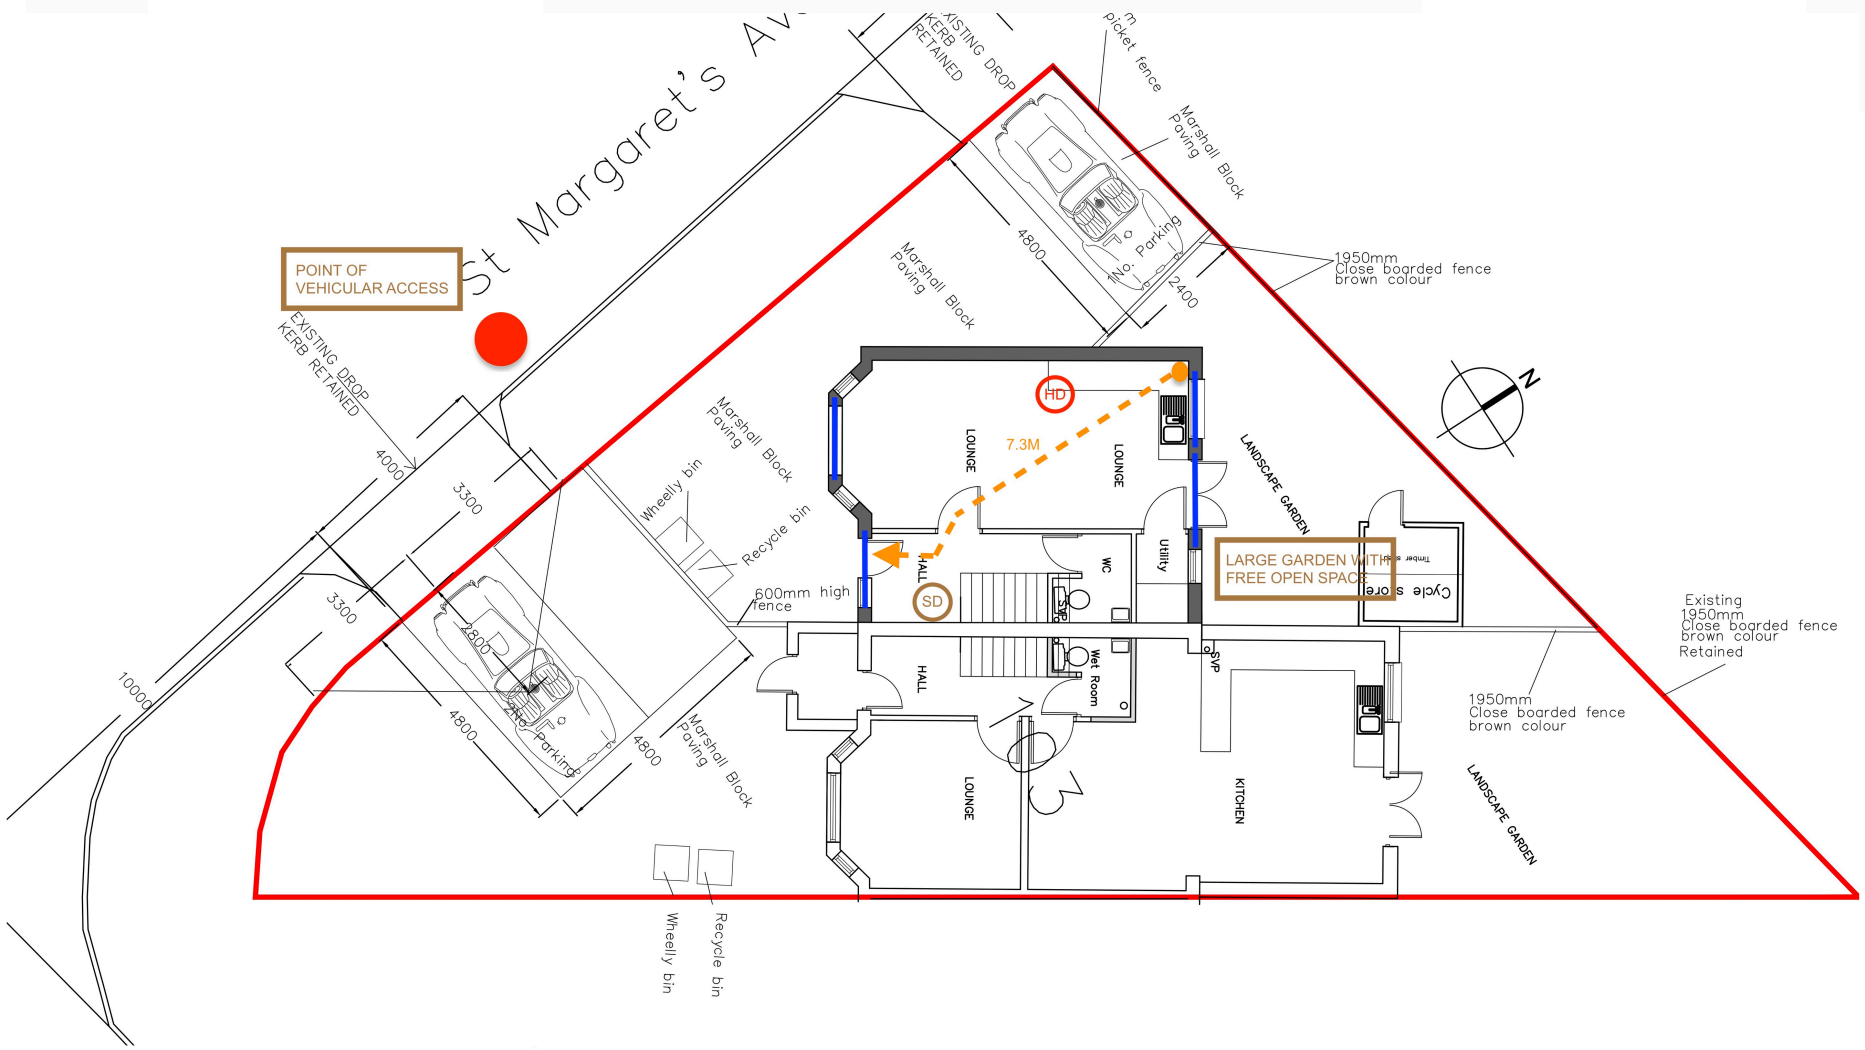 St Margaret's
EXISTING DROP
KERB
RETAINED
picket fence
Marshall Block
Paving
1No. Parking
4800
2400
1950mm
Close boarded fence
brown colour
Marshall Block
Paving
POINT OF
VEHICULAR ACCESS
EXISTING DROP
KERB RETAINED
4000
3300
3300
10000
Marshall Block
Paving
Wheelly bin
Recycle bin
600mm high
fence
HD
7.3M
LOUNGE
LOUNGE
HALL
SD
WC
Utility
SVP
N
LANDSCAPE GARDEN
LARGE GARDEN WITH
FREE OPEN SPACE
Timber
Cycle store
Existing
1950mm
Close boarded fence
brown colour
Retained
1950mm
Close boarded fence
brown colour
2800
2No.
Parking
4800
4800
Marshall Block
Paving
HALL
Wet Room
SVP
103
LOUNGE
KITCHEN
LANDSCAPE GARDEN
Wheelly bin
Recycle bin